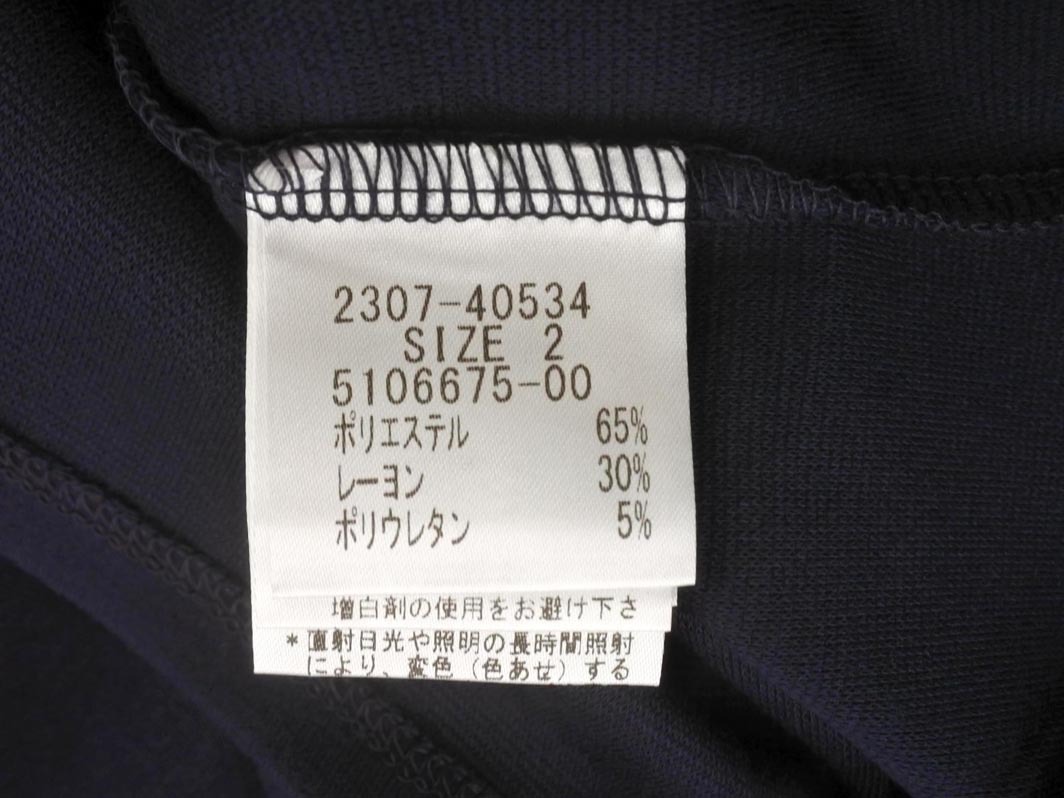 2307-40534
SIZE 2
5106675-00
ポリエステル 65%
レーヨン 30%
ポリウレタン 5%
増白剤の使用をお避け下さ
*直射日光や照明の長時間照射
により、変色（色あせ）する